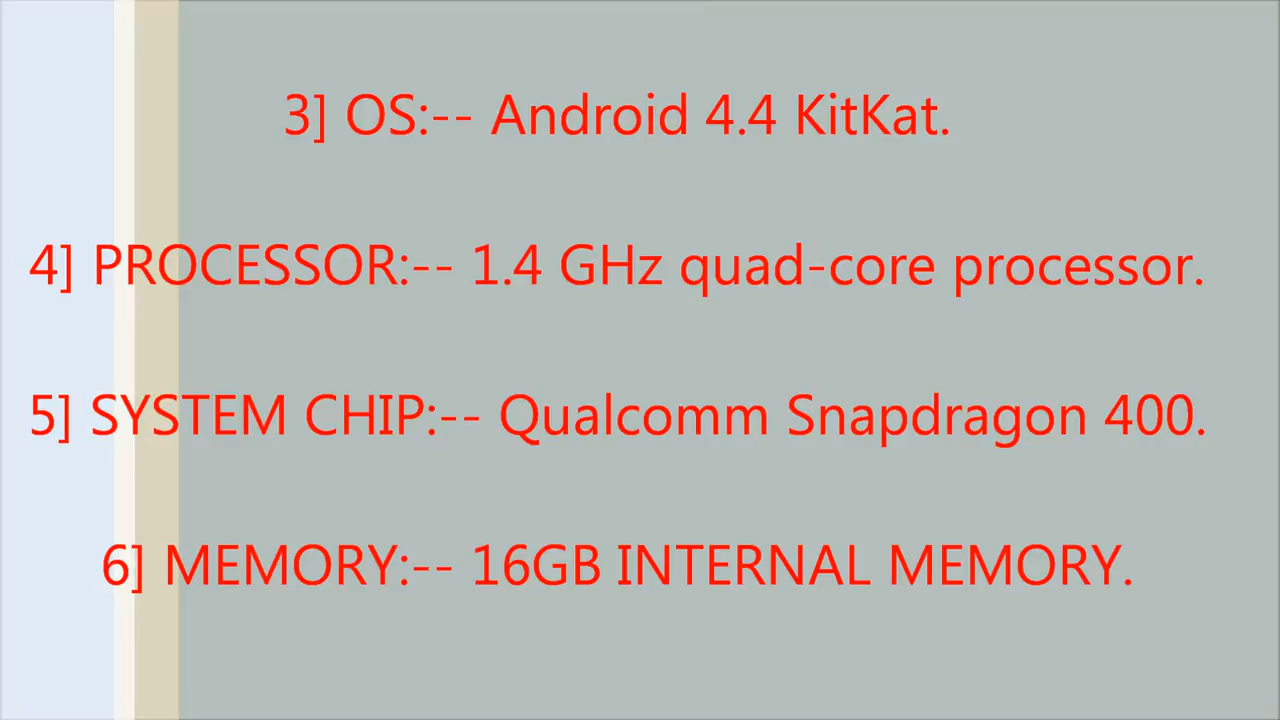 3] OS:-- Android 4.4 KitKat.
4] PROCESSOR:-- 1.4 GHz quad-core processor.
5] SYSTEM CHIP:-- Qualcomm Snapdragon 400.
6] MEMORY:-- 16GB INTERNAL MEMORY.